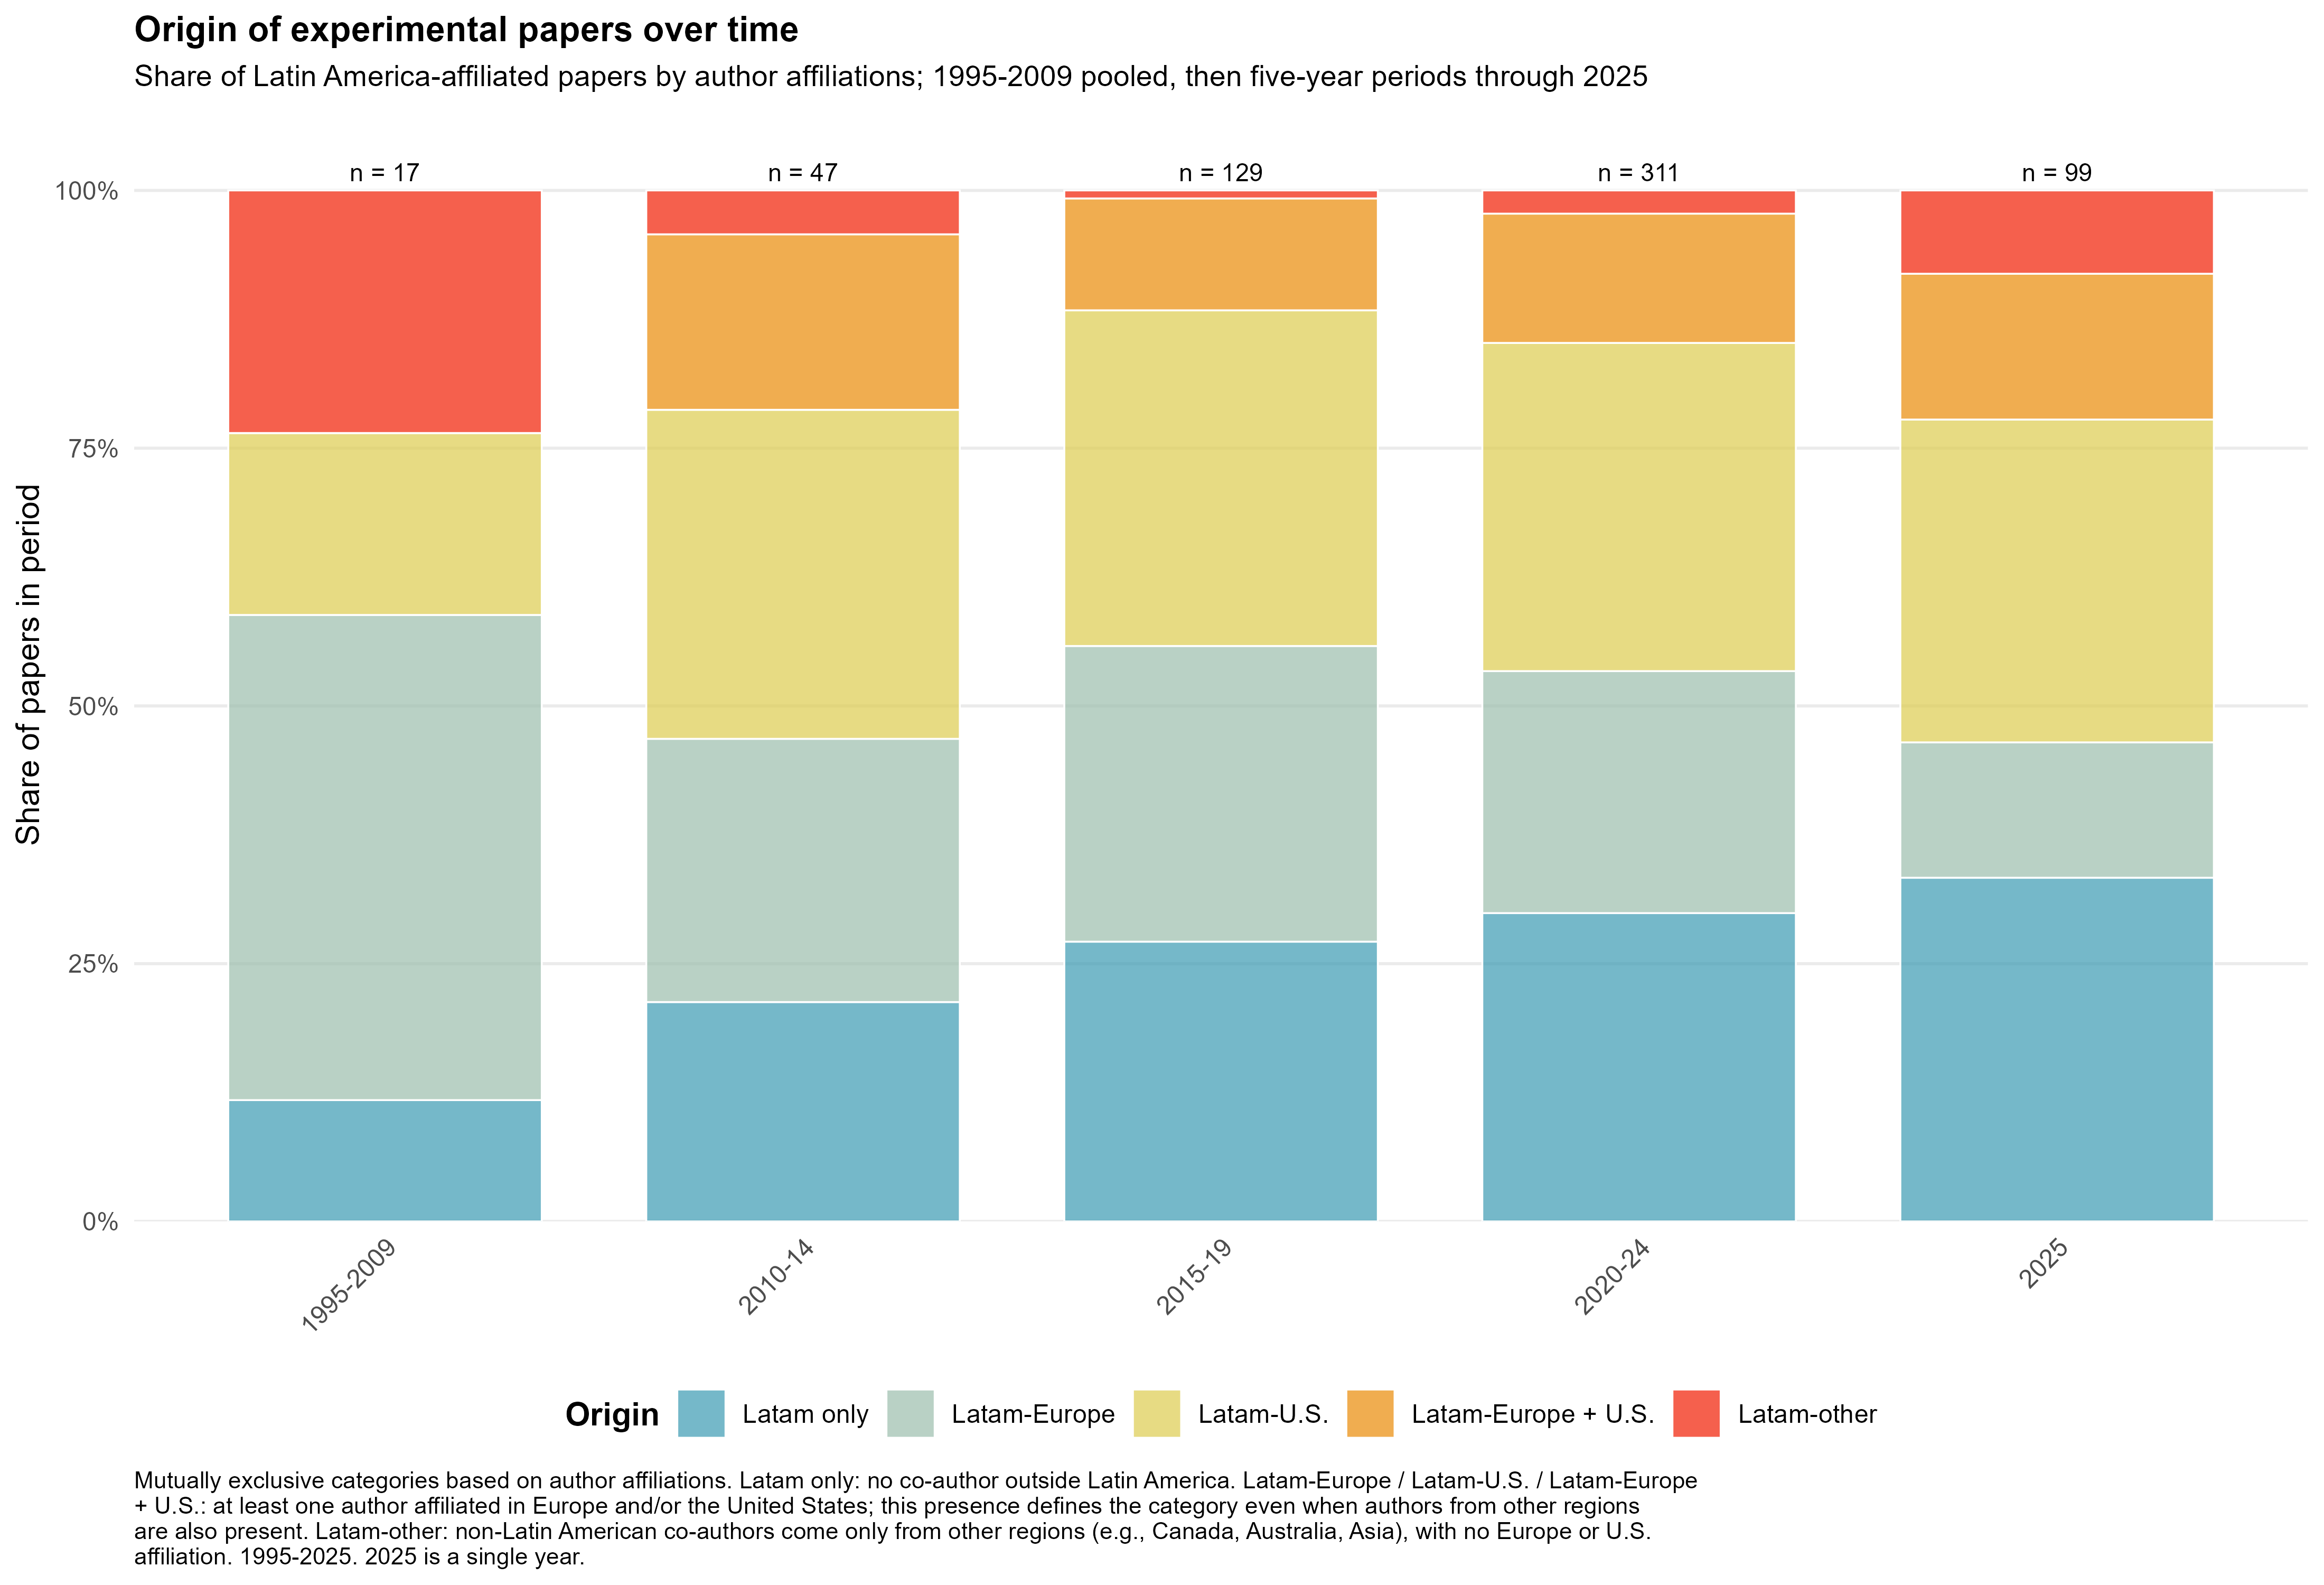 Origin of experimental papers over time
Share of Latin America-affiliated papers by author affiliations; 1995-2009 pooled, then five-year periods through 2025
n = 17
n = 47
n = 129
n = 311
n = 99
100%
75%
50%
25%
0%
Share of papers in period
1995-2009
2010-14
2015-19
2020-24
2025
Origin
Latam only
Latam-Europe
Latam-U.S.
Latam-Europe + U.S.
Latam-other
Mutually exclusive categories based on author affiliations. Latam only: no co-author outside Latin America. Latam-Europe / Latam-U.S. / Latam-Europe
+ U.S.: at least one author affiliated in Europe and/or the United States; this presence defines the category even when authors from other regions
are also present. Latam-other: non-Latin American co-authors come only from other regions (e.g., Canada, Australia, Asia), with no Europe or U.S.
affiliation. 1995-2025. 2025 is a single year.